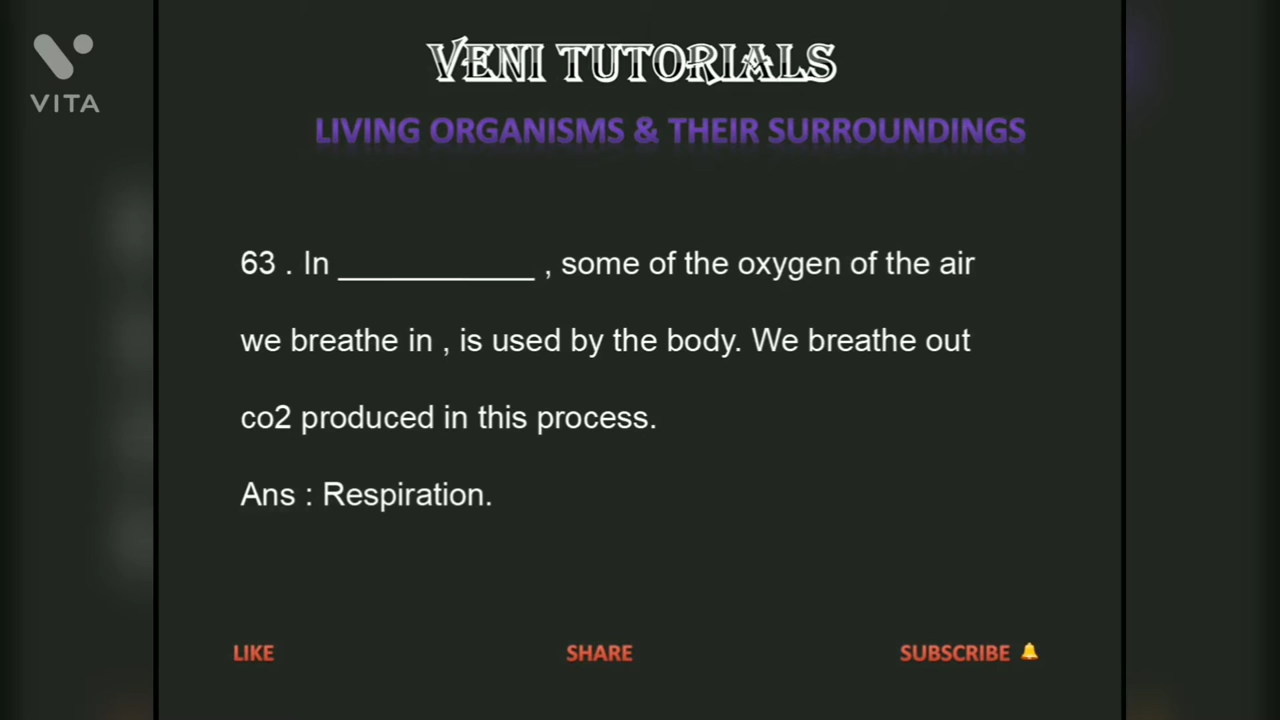 VITA
VENI TUTORIALS
LIVING ORGANISMS & THEIR SURROUNDINGS
63 . In ___________ , some of the oxygen of the air
we breathe in , is used by the body. We breathe out
co2 produced in this process.
Ans : Respiration.
LIKE SHARE SUBSCRIBE 🔔